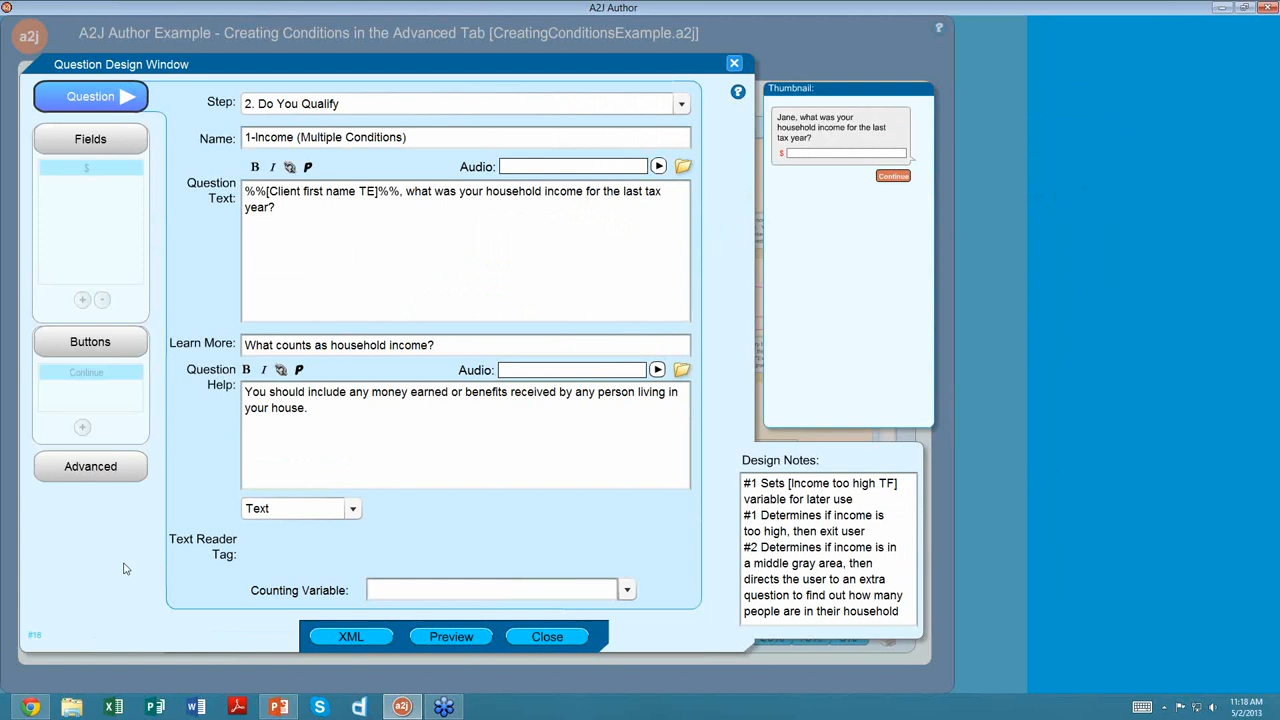 A2J Author
a2j
A2J Author Example - Creating Conditions in the Advanced Tab [CreatingConditionsExample.a2j]
?
Question Design Window
Question
Step:
2. Do You Qualify
Name:
1-Income (Multiple Conditions)
B I P
Audio:
Question
Text:
%%[Client first name TE]%%, what was your household income for the last tax
year?
Fields
$
+ -
Learn More:
What counts as household income?
Question
Help:
B I P
Audio:
You should include any money earned or benefits received by any person living in
your house.
Buttons
Continue
+
Advanced
Text
Text Reader
Tag:
Counting Variable:
#18
XML
Preview
Close
?
Thumbnail:
Jane, what was your
household income for the last
tax year?
$
Continue
Design Notes:
#1 Sets [Income too high TF]
variable for later use
#1 Determines if income is
too high, then exit user
#2 Determines if income is in
a middle gray area, then
directs the user to an extra
question to find out how many
people are in their household
11:18 AM
5/2/2013